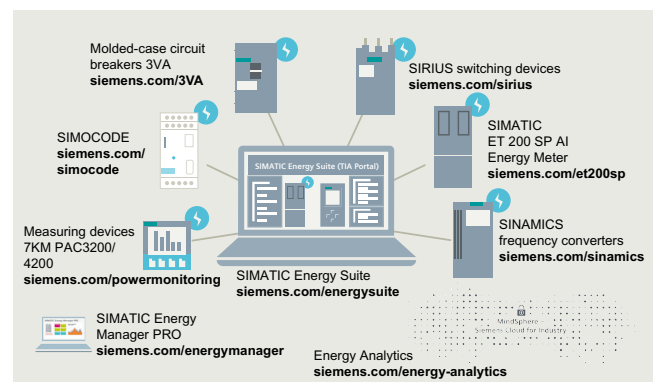 Molded-case circuit
breakers 3VA
siemens.com/3VA
SIRIUS switching devices
siemens.com/sirius
SIMOCODE
siemens.com/
simocode
SIMATIC
ET 200 SP AI
Energy Meter
siemens.com/et200sp
SIMATIC Energy Suite (TIA Portal)
Measuring devices
7KM PAC3200/
4200
siemens.com/powermonitoring
SINAMICS
frequency converters
siemens.com/sinamics
SIMATIC Energy Suite
siemens.com/energysuite
SIMATIC Energy
Manager PRO
siemens.com/energymanager
MindSphere -
Siemens Cloud for Industry
Energy Analytics
siemens.com/energy-analytics